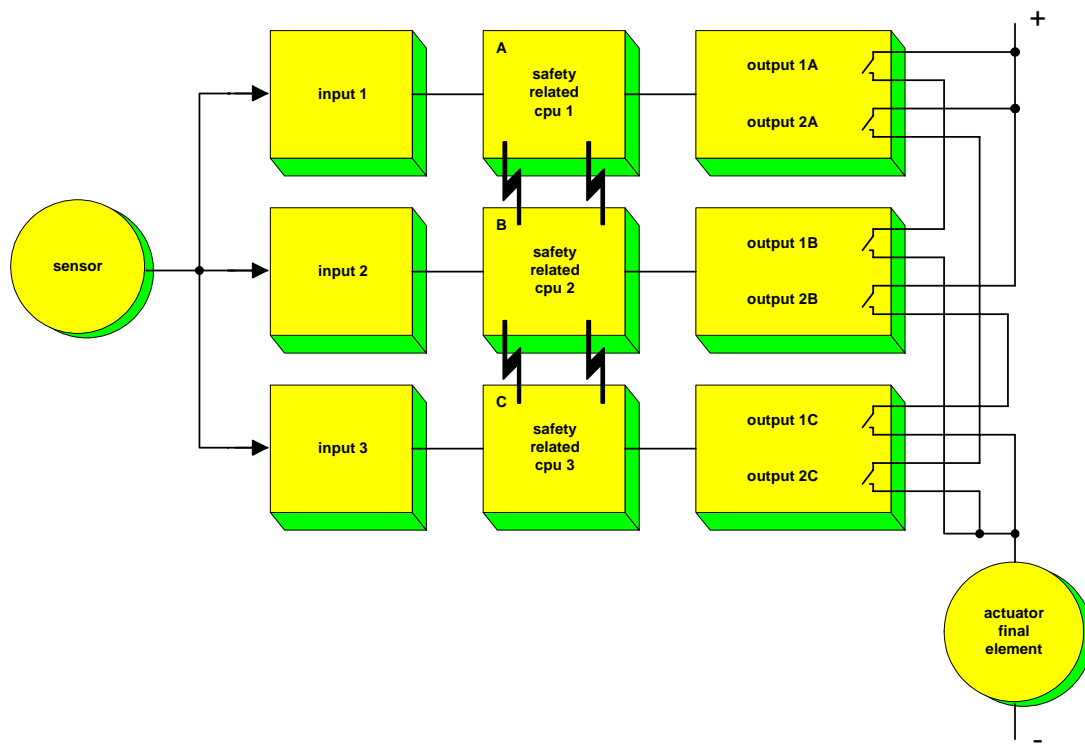 +
A
safety
related
cpu 1
input 1
output 1A
output 2A
sensor
input 2
B
safety
related
cpu 2
output 1B
output 2B
input 3
C
safety
related
cpu 3
output 1C
output 2C
actuator
final
element
-